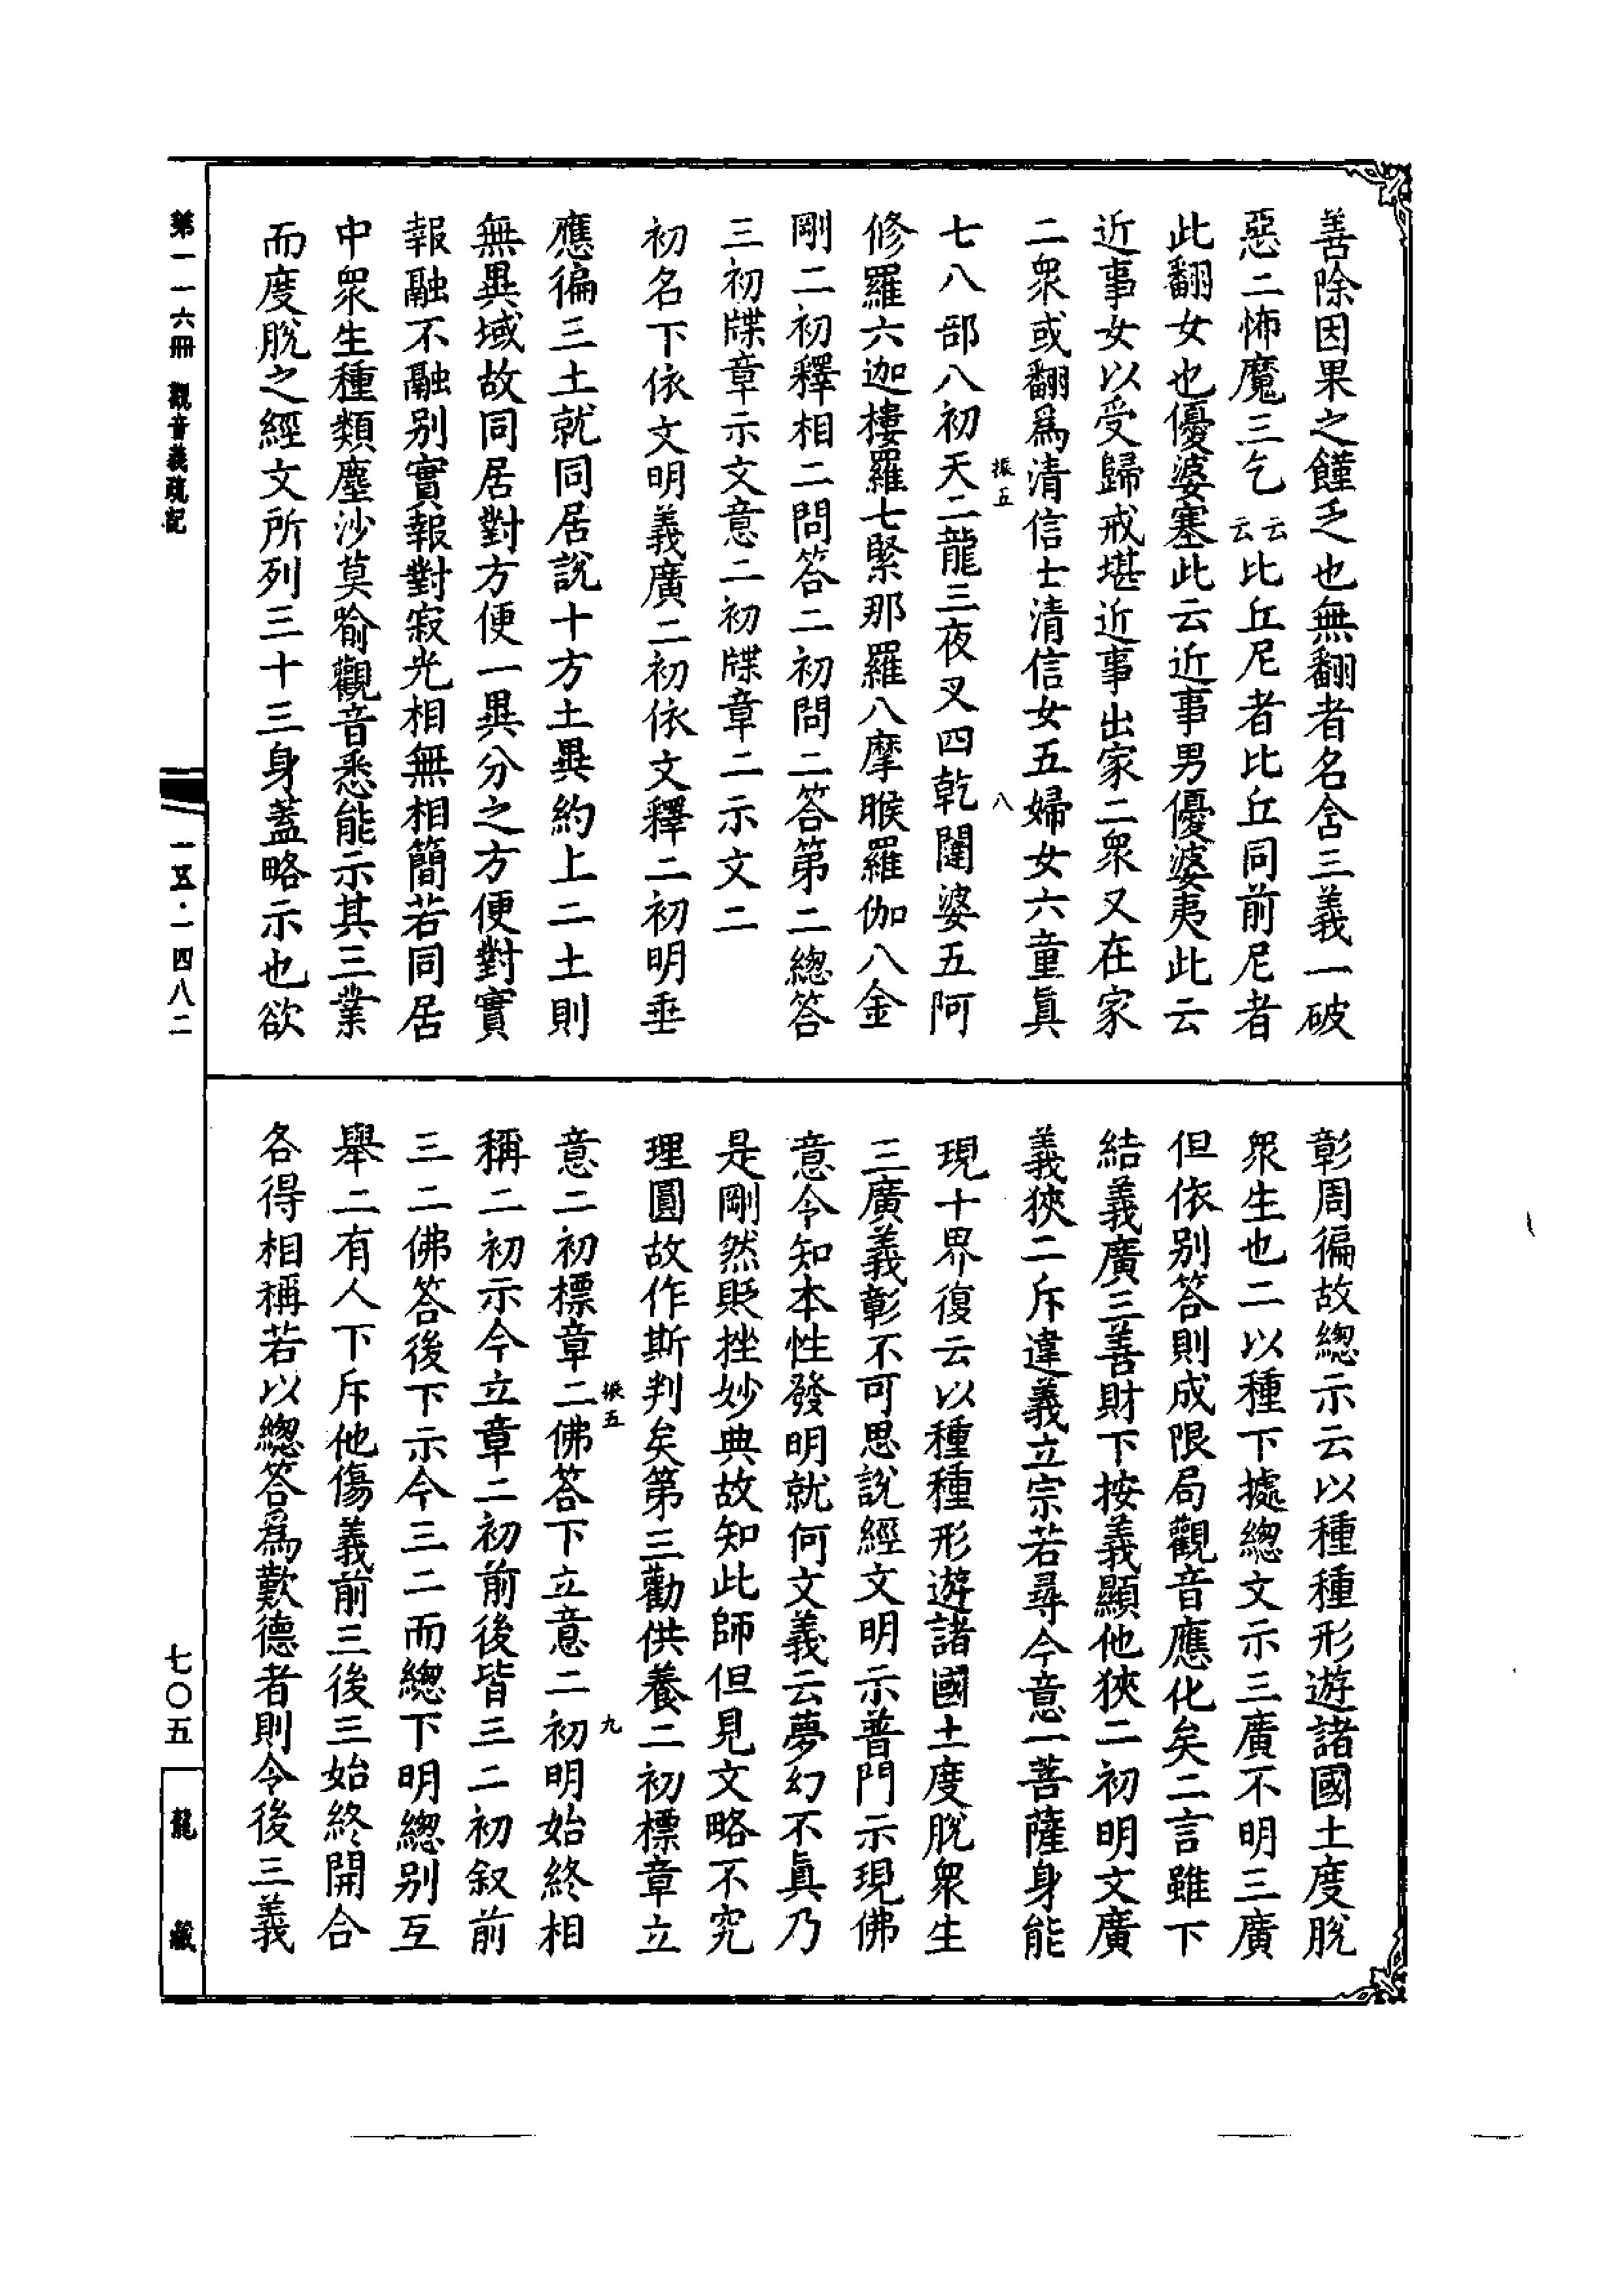 善除因果之饉乏也無翻者名含三義一破
惡二怖魔三乞云云比丘尼者比丘同前尼者
此翻女也優婆塞此云近事男優婆夷此云
近事女以受歸戒堪近事出家二衆又在家
二衆或翻爲清信士清信女五婦女六童真
振五 八
七八部八初天二龍三夜叉四乾闥婆五阿
修羅六迦樓羅七緊那羅八摩睺羅伽八金
剛二初釋相二問答二初問二答第二總答
三初牒章示文意二初牒章二示文二
初名下依文明義廣二初依文釋二初明垂
應徧三土就同居說十方土異約上二土則
無異域故同居對方便一異分之方便對實
報融不融別實報對寂光相無相簡若同居
中衆生種類塵沙莫喻觀音悉能示其三業
而度脫之經文所列三十三身蓋略示也欲
彰周徧故總示云以種種形遊諸國土度脫
衆生也二以種下據總文示三廣不明三廣
但依別答則成限局觀音應化矣二言雖下
結義廣三善財下按義顯他狹二初明文廣
義狹二斥違義立宗若尋今意一菩薩身能
現十界復云以種種形遊諸國土度脫衆生
三廣義彰不可思說經文明示普門示現佛
意令知本性發明就何文義云夢幻不真乃
是剛然貶挫妙典故知此師但見文略不究
理圓故作斯判矣第三勸供養二初標章立
振五 九
意二初標章二佛答下立意二初明始終相
稱二初示今立章二初前後皆三二初叙前
三二佛答後下示今三二而總下明總別互
舉二有人下斥他傷義前三後三始終開合
各得相稱若以總答爲歎德者則令後三義
第一一六冊 觀音義疏記
一五·一四八二
七〇五
龍藏